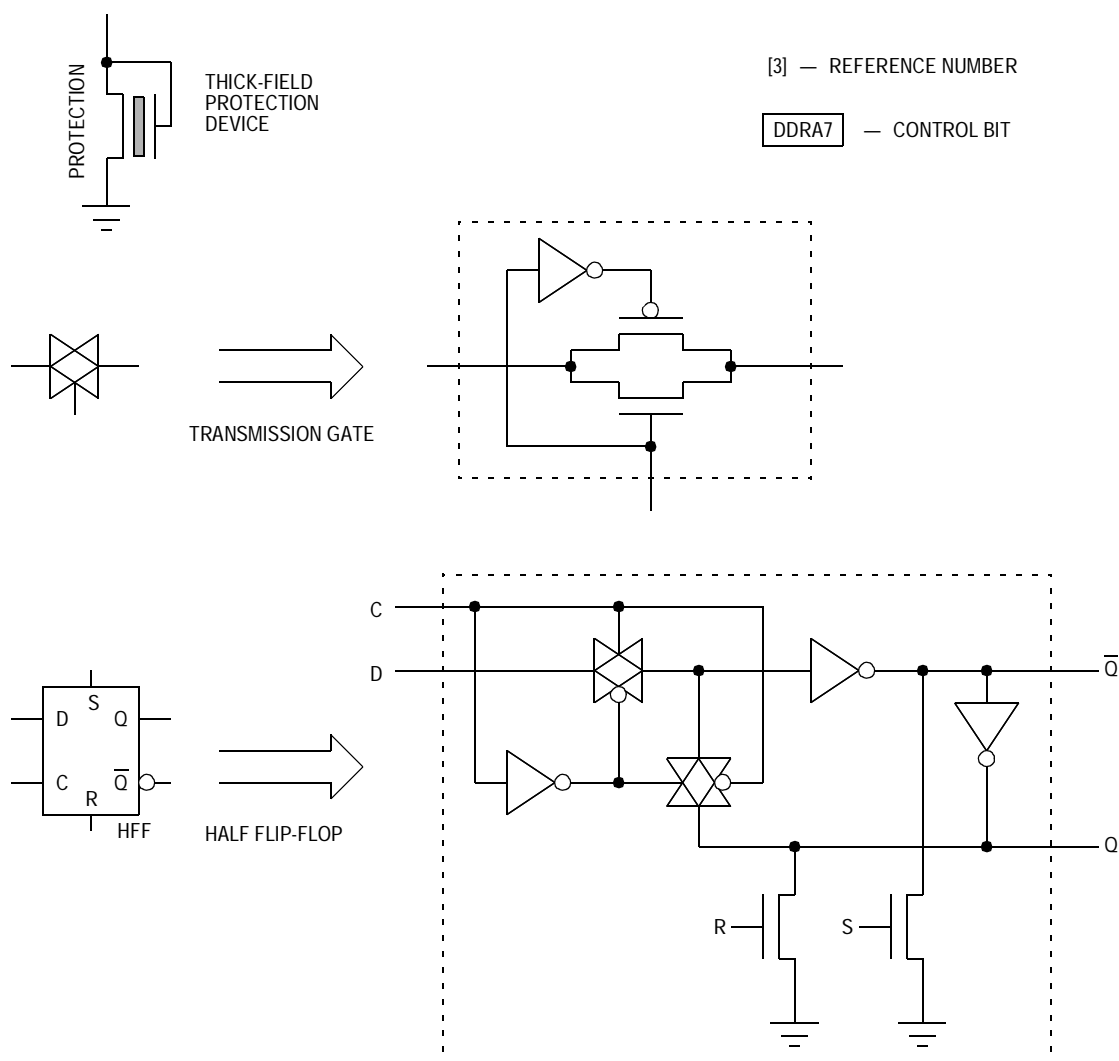 PROTECTION
THICK-FIELD
PROTECTION
DEVICE
[3] — REFERENCE NUMBER
DDRA7 — CONTROL BIT
TRANSMISSION GATE
C
D
Q̅
S
D Q
C Q̅
R
HFF
HALF FLIP-FLOP
Q
R
S